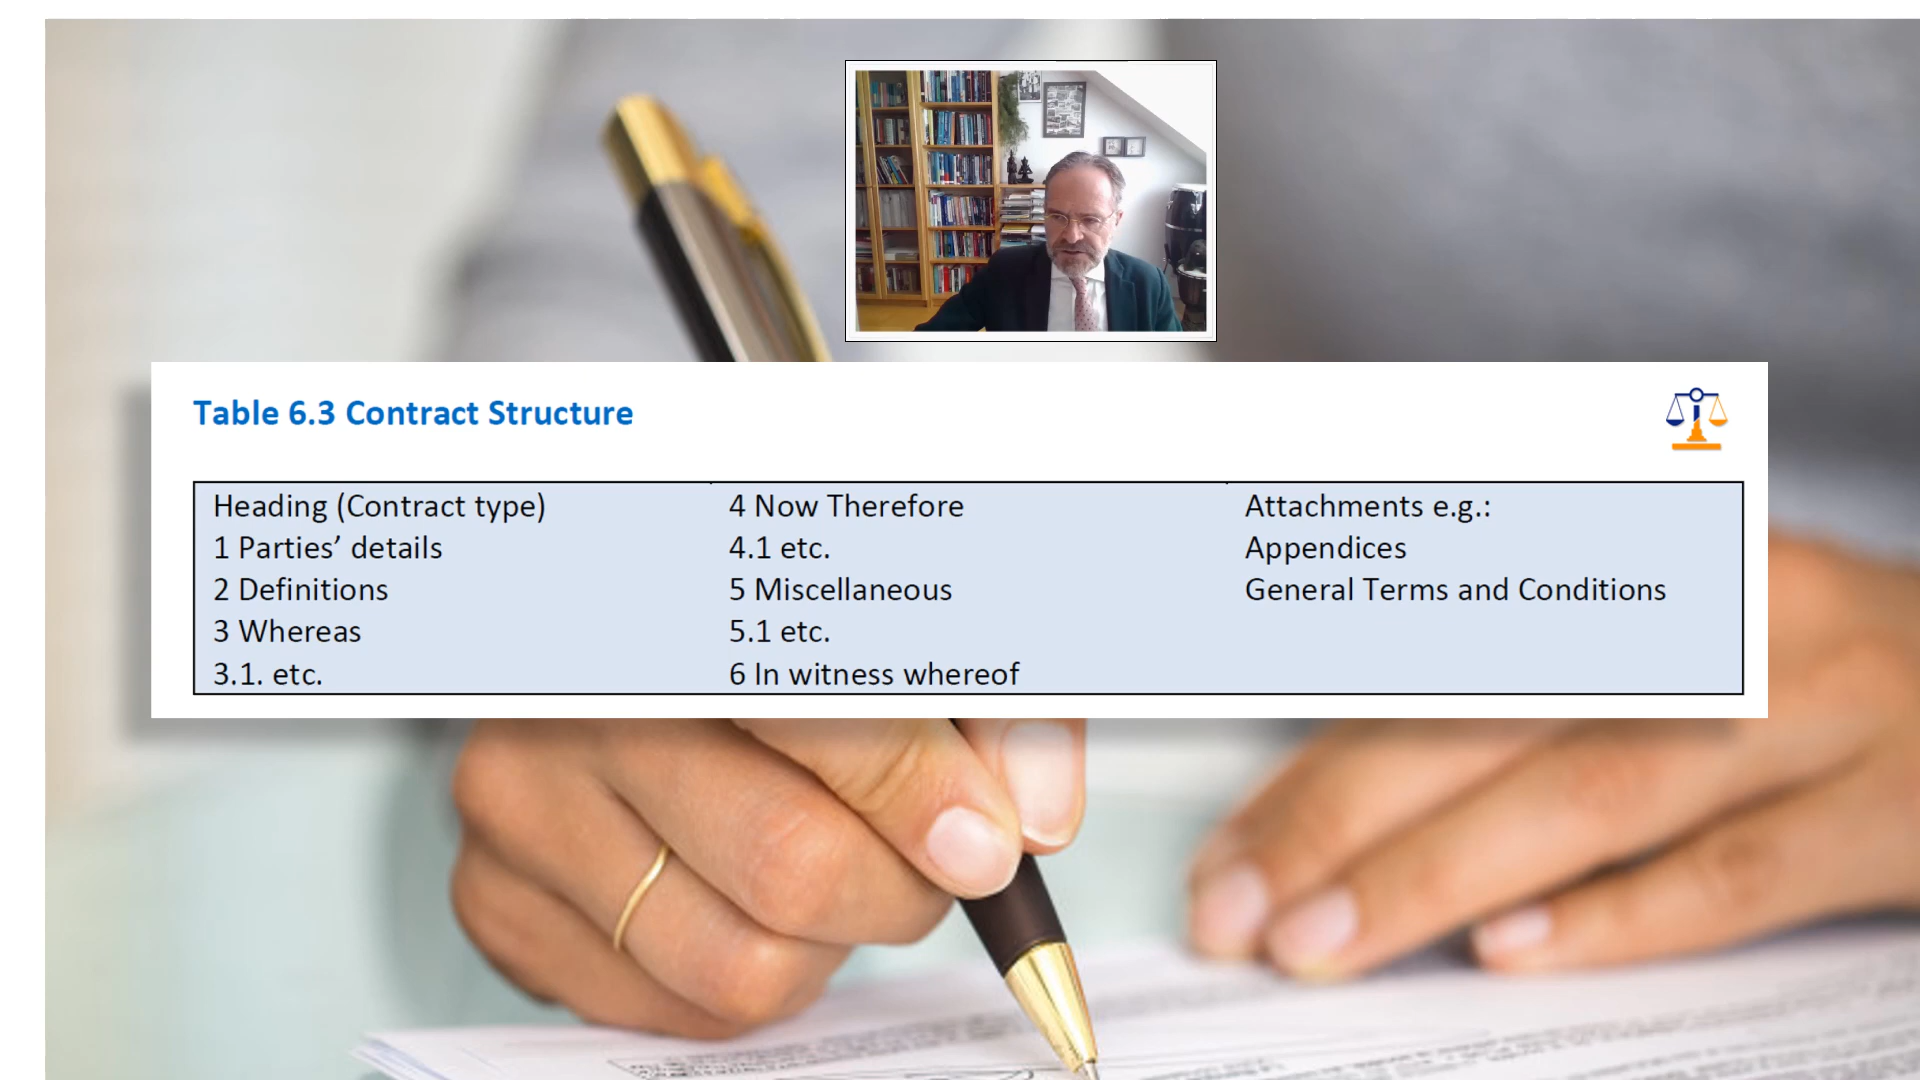 Table 6.3 Contract Structure
Heading (Contract type)
1 Parties’ details
2 Definitions
3 Whereas
3.1. etc.
4 Now Therefore
4.1 etc.
5 Miscellaneous
5.1 etc.
6 In witness whereof
Attachments e.g.:
Appendices
General Terms and Conditions